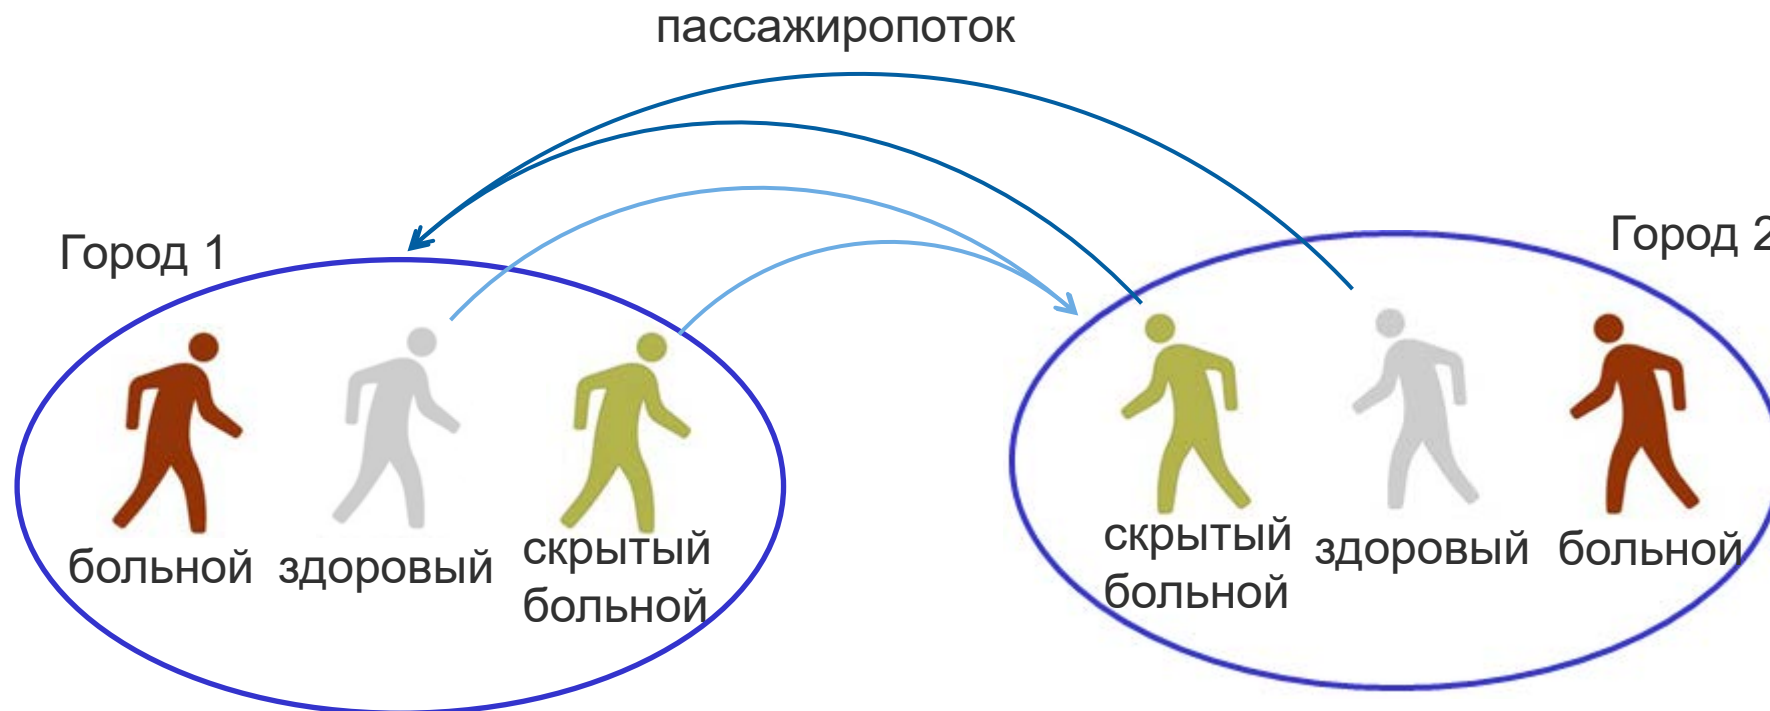 пассажиропоток
Город 1
Город 2
больной
здоровый
скрытый
больной
скрытый
больной
здоровый
больной